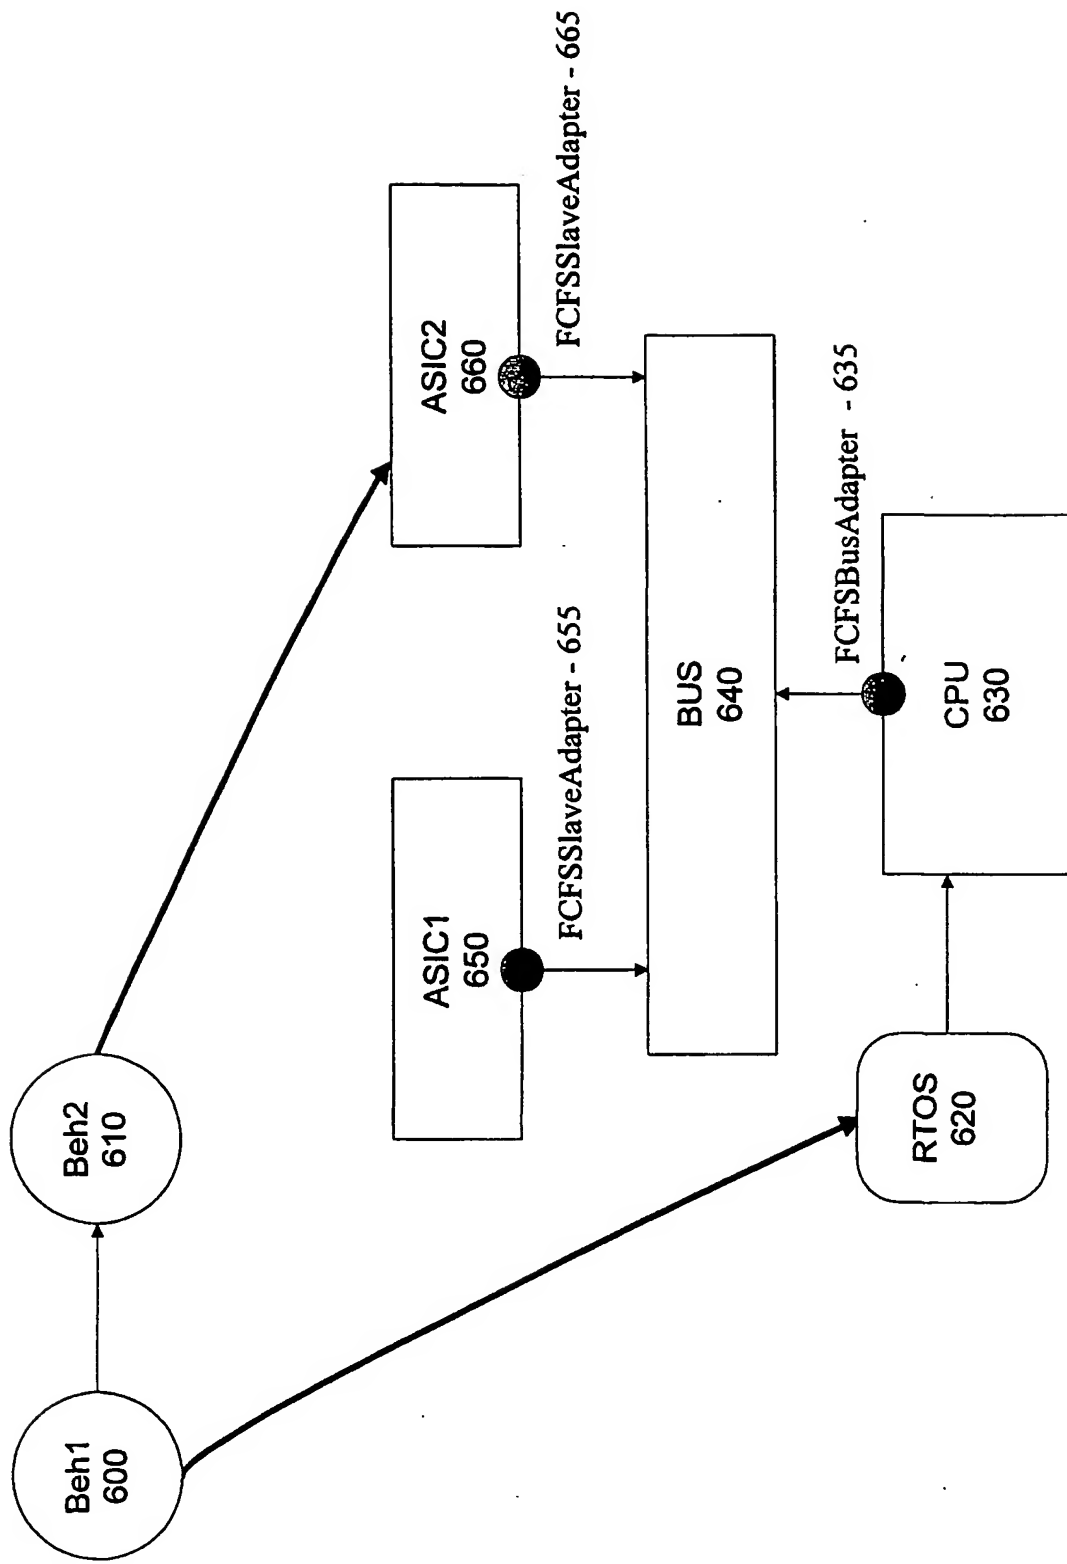 Beh1
600
Beh2
610
ASIC1
650
ASIC2
660
FCFSSlaveAdapter - 655
FCFSSlaveAdapter - 665
BUS
640
FCFSBusAdapter - 635
RTOS
620
CPU
630